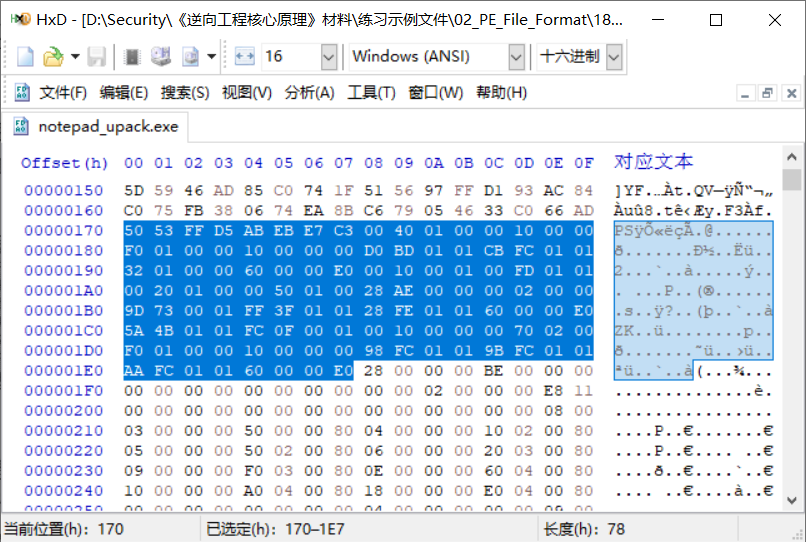 HxD - [D:\Security\《逆向工程核心原理》材料\练习示例文件\02_PE_File_Format\18...
16 Windows (ANSI) 十六进制
文件(F) 编辑(E) 搜索(S) 视图(V) 分析(A) 工具(T) 窗口(W) 帮助(H)
notepad_upack.exe
Offset(h) 00 01 02 03 04 05 06 07 08 09 0A 0B 0C 0D 0E 0F 对应文本
00000150 5D 59 46 AD 85 C0 74 1F 51 56 97 FF D1 93 AC 84 ]YF.…Àt.QV—ÿÑ“¬„
00000160 C0 75 FB 38 06 74 EA 8B C6 79 05 46 33 C0 66 AD Àuû8.tê‹Æy.F3Àf.
00000170 50 53 FF D5 AB EB E7 C3 00 40 01 00 00 10 00 00 PSÿÕ«ëçÃ.@......
00000180 F0 01 00 00 10 00 00 00 D0 BD 01 01 CB FC 01 01 ð.......Ð½..Ëü..
00000190 32 01 00 00 60 00 00 E0 00 10 00 01 00 FD 01 01 2...`..à.....ý..
000001A0 00 20 01 00 00 50 01 00 28 AE 00 00 00 02 00 00 . ...P..(®......
000001B0 9D 73 00 01 FF 3F 01 01 28 FE 01 01 60 00 00 E0 .s..ÿ?..(þ..`..à
000001C0 5A 4B 01 01 FC 0F 00 01 00 10 00 00 00 70 02 00 ZK..ü........p..
000001D0 F0 01 00 00 10 00 00 00 98 FC 01 01 9B FC 01 01 ð.......˜ü..›ü..
000001E0 AA FC 01 01 60 00 00 E0 28 00 00 00 BE 00 00 00 ªü..`..à(...¾...
000001F0 00 00 00 00 00 00 00 00 00 00 02 00 00 00 E8 11 ..............è.
00000200 00 00 00 00 00 00 00 00 00 00 00 00 00 00 08 00 ................
00000210 03 00 00 00 50 00 00 80 04 00 00 00 10 02 00 80 ....P..€.......€
00000220 05 00 00 00 50 02 00 80 06 00 00 00 20 03 00 80 ....P..€.... ..€
00000230 09 00 00 00 F0 03 00 80 0E 00 00 00 60 04 00 80 ....ð..€....`..€
00000240 10 00 00 00 A0 04 00 80 18 00 00 00 E0 04 00 80 .... ..€....à..€
当前位置(h): 170 已选定(h): 170-1E7 长度(h): 78